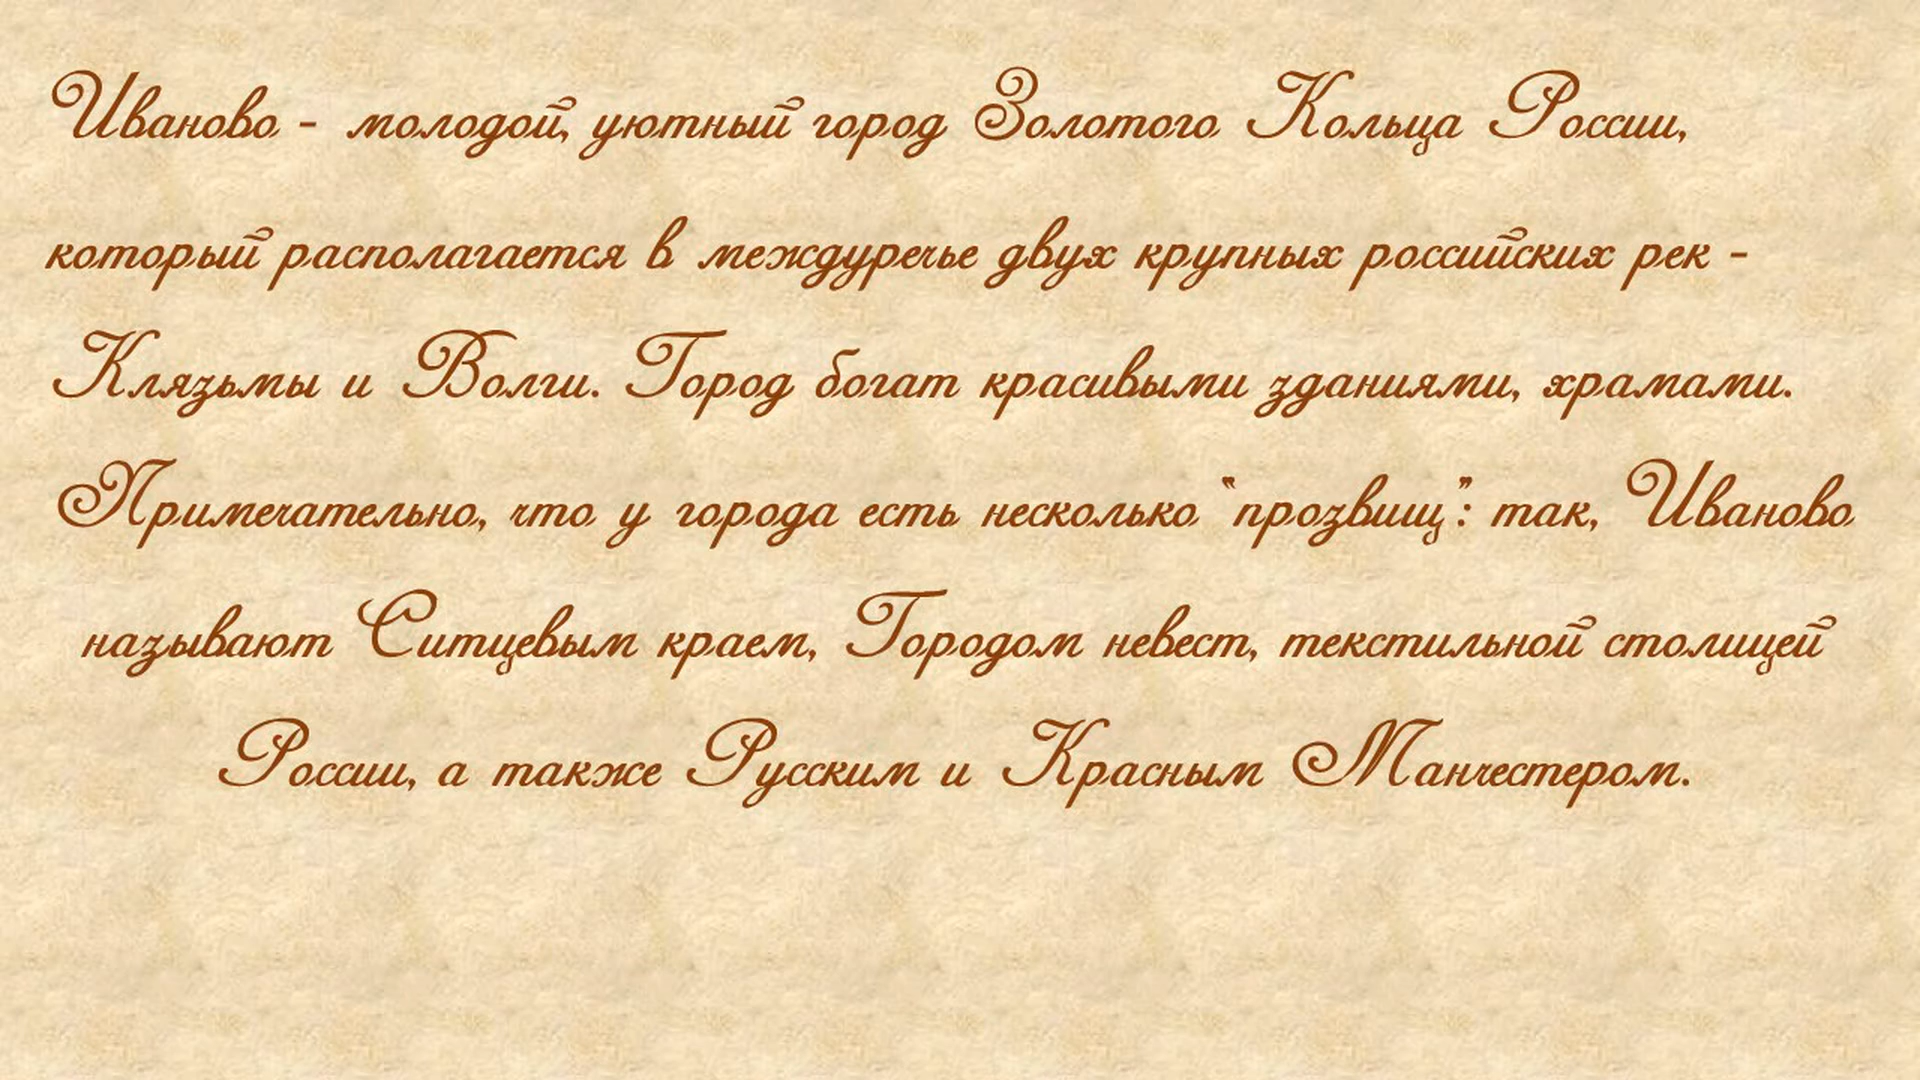 Иваново - молодой, уютный город Золотого Кольца России,
который располагается в междуречье двух крупных российских рек -
Клязьмы и Волги. Город богат красивыми зданиями, храмами.
Примечательно, что у города есть несколько "прозвищ": так, Иваново
называют Ситцевым краем, Городом невест, текстильной столицей
России, а также Русским и Красным Манчестером.